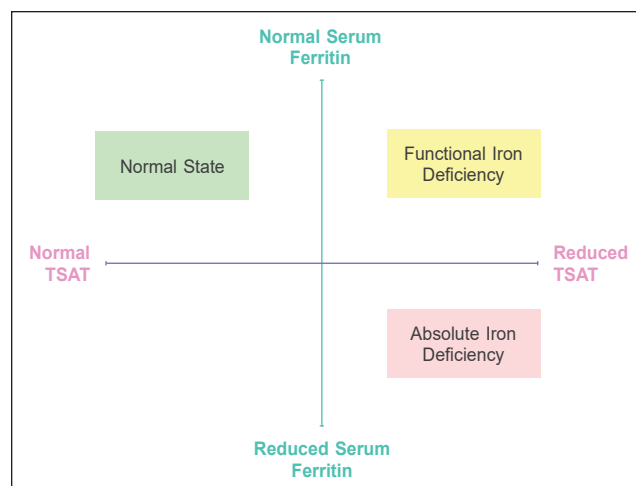 Normal Serum
Ferritin
Normal State
Functional Iron
Deficiency
Normal
TSAT
Reduced
TSAT
Absolute Iron
Deficiency
Reduced Serum
Ferritin